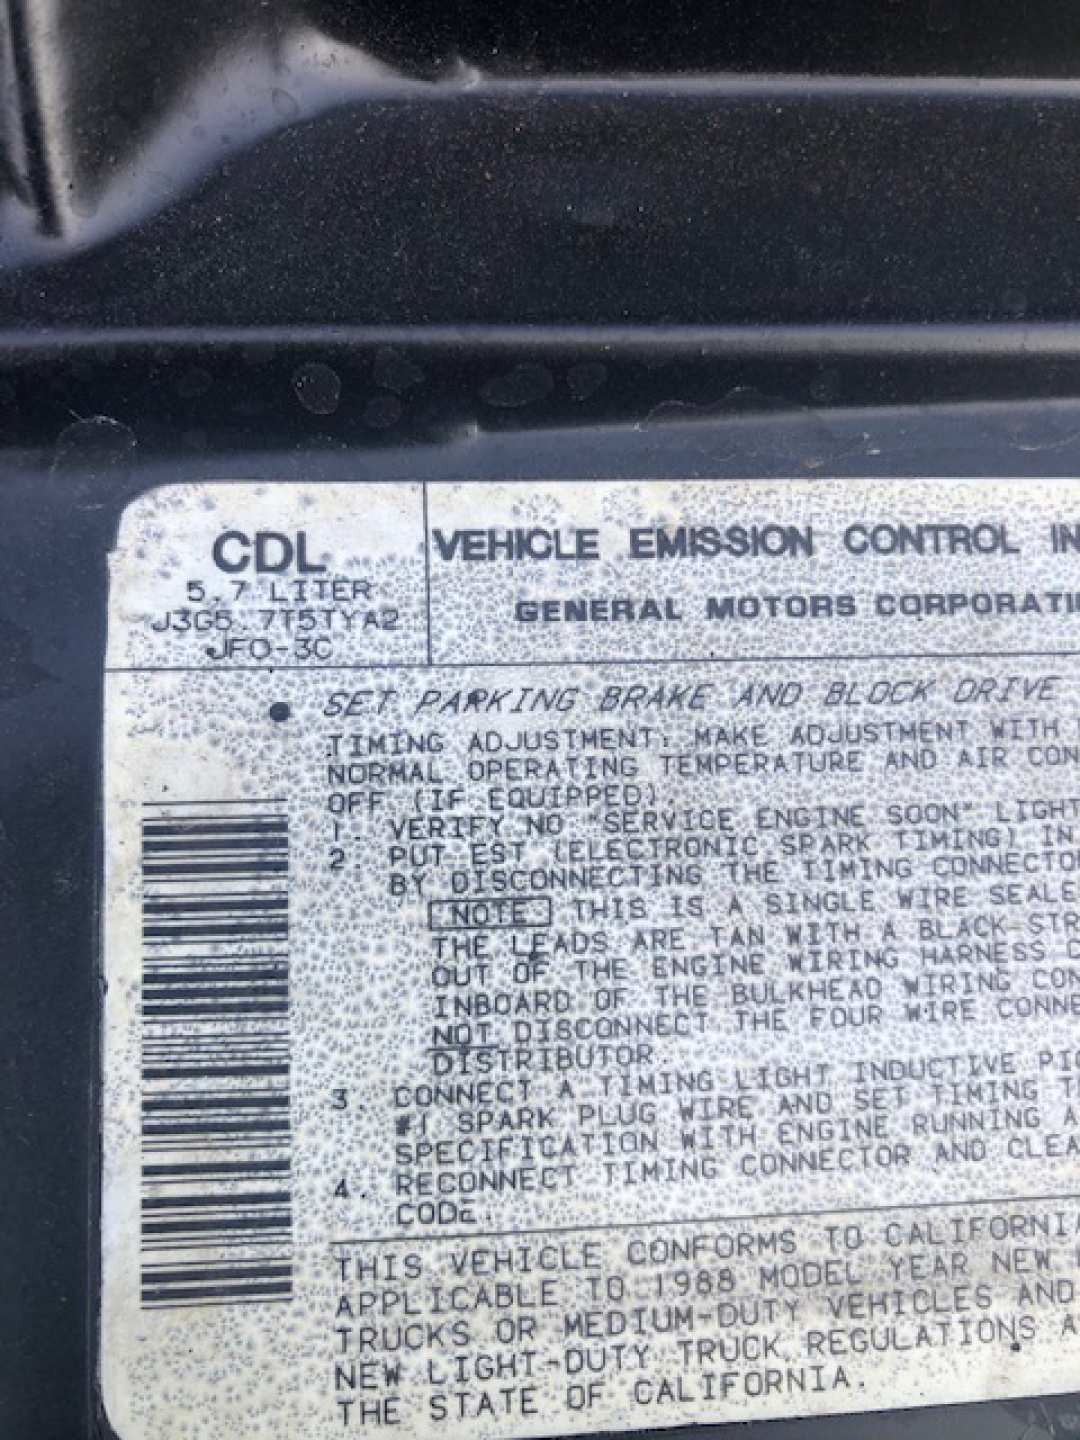 CDL
5.7 LITER
J3G5.7T5TYA2
JFO-3C
VEHICLE EMISSION CONTROL IN
GENERAL MOTORS CORPORATI
SET PARKING BRAKE AND BLOCK DRIVE
TIMING ADJUSTMENT: MAKE ADJUSTMENT WITH
NORMAL OPERATING TEMPERATURE AND AIR CON
OFF (IF EQUIPPED).
1. VERIFY NO "SERVICE ENGINE SOON" LIGHT
2. PUT EST (ELECTRONIC SPARK TIMING) IN
BY DISCONNECTING THE TIMING CONNECTO
NOTE THIS IS A SINGLE WIRE SEALE
THE LEADS ARE TAN WITH A BLACK STR
OUT OF THE ENGINE WIRING HARNESS
INBOARD OF THE BULKHEAD WIRING CON
NOT DISCONNECT THE FOUR WIRE CONNE
DISTRIBUTOR.
3. CONNECT A TIMING LIGHT INDUCTIVE PIC
#1 SPARK PLUG WIRE AND SET TIMING T
SPECIFICATION WITH ENGINE RUNNING A
4. RECONNECT TIMING CONNECTOR AND CLEA
CODE.
THIS VEHICLE CONFORMS TO CALIFORNIA
APPLICABLE TO 1988 MODEL YEAR NEW
TRUCKS OR MEDIUM-DUTY VEHICLES AND
NEW LIGHT-DUTY TRUCK REGULATIONS A
THE STATE OF CALIFORNIA.